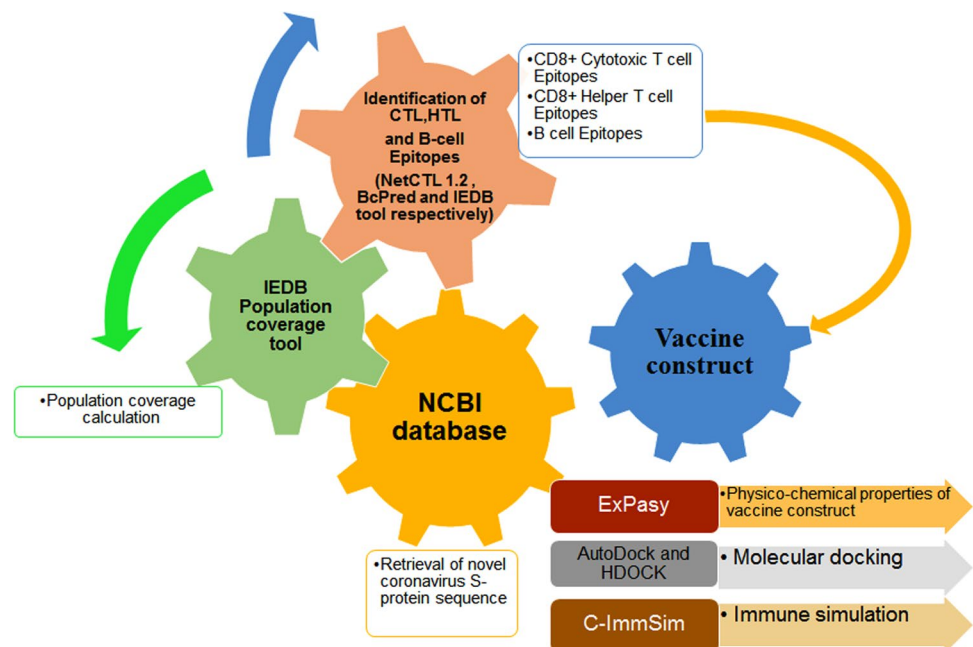 Identification of
CTL,HTL
and B-cell
Epitopes
(NetCTL 1.2 ,
BcPred and IEDB
tool respectively)
•CD8+ Cytotoxic T cell
Epitopes
•CD8+ Helper T cell
Epitopes
•B cell Epitopes
IEDB
Population
coverage
tool
•Population coverage
calculation
NCBI
database
•Retrieval of novel
coronavirus S-
protein sequence
Vaccine
construct
ExPasy
•Physico-chemical properties of
vaccine construct
AutoDock and
HDOCK
• Molecular docking
C-ImmSim
• Immune simulation